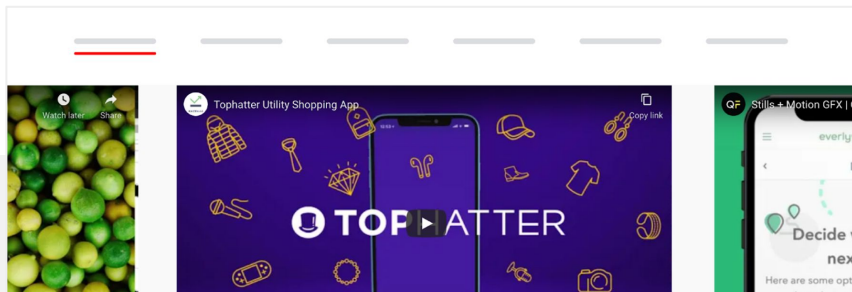 Watch later
Share
Tophatter Utility Shopping App
Copy link
TOPHATTER
QF
Stills + Motion GFX |
everly
Decide
nex
Here are some opt